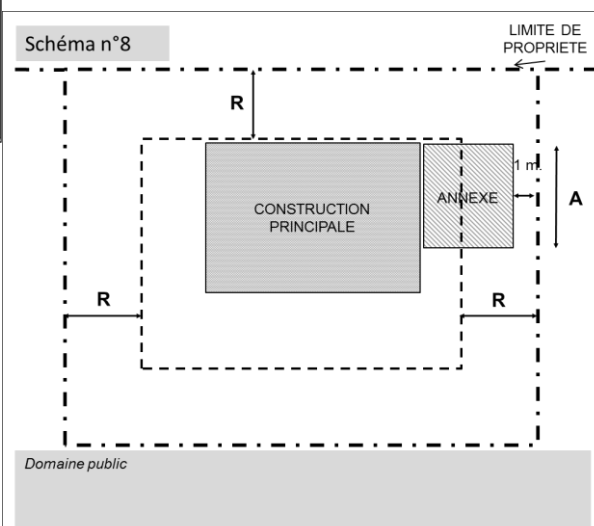 Schéma n°8
LIMITE DE
PROPRIETE
R
1 m.
ANNEXE
A
CONSTRUCTION
PRINCIPALE
R
R
Domaine public